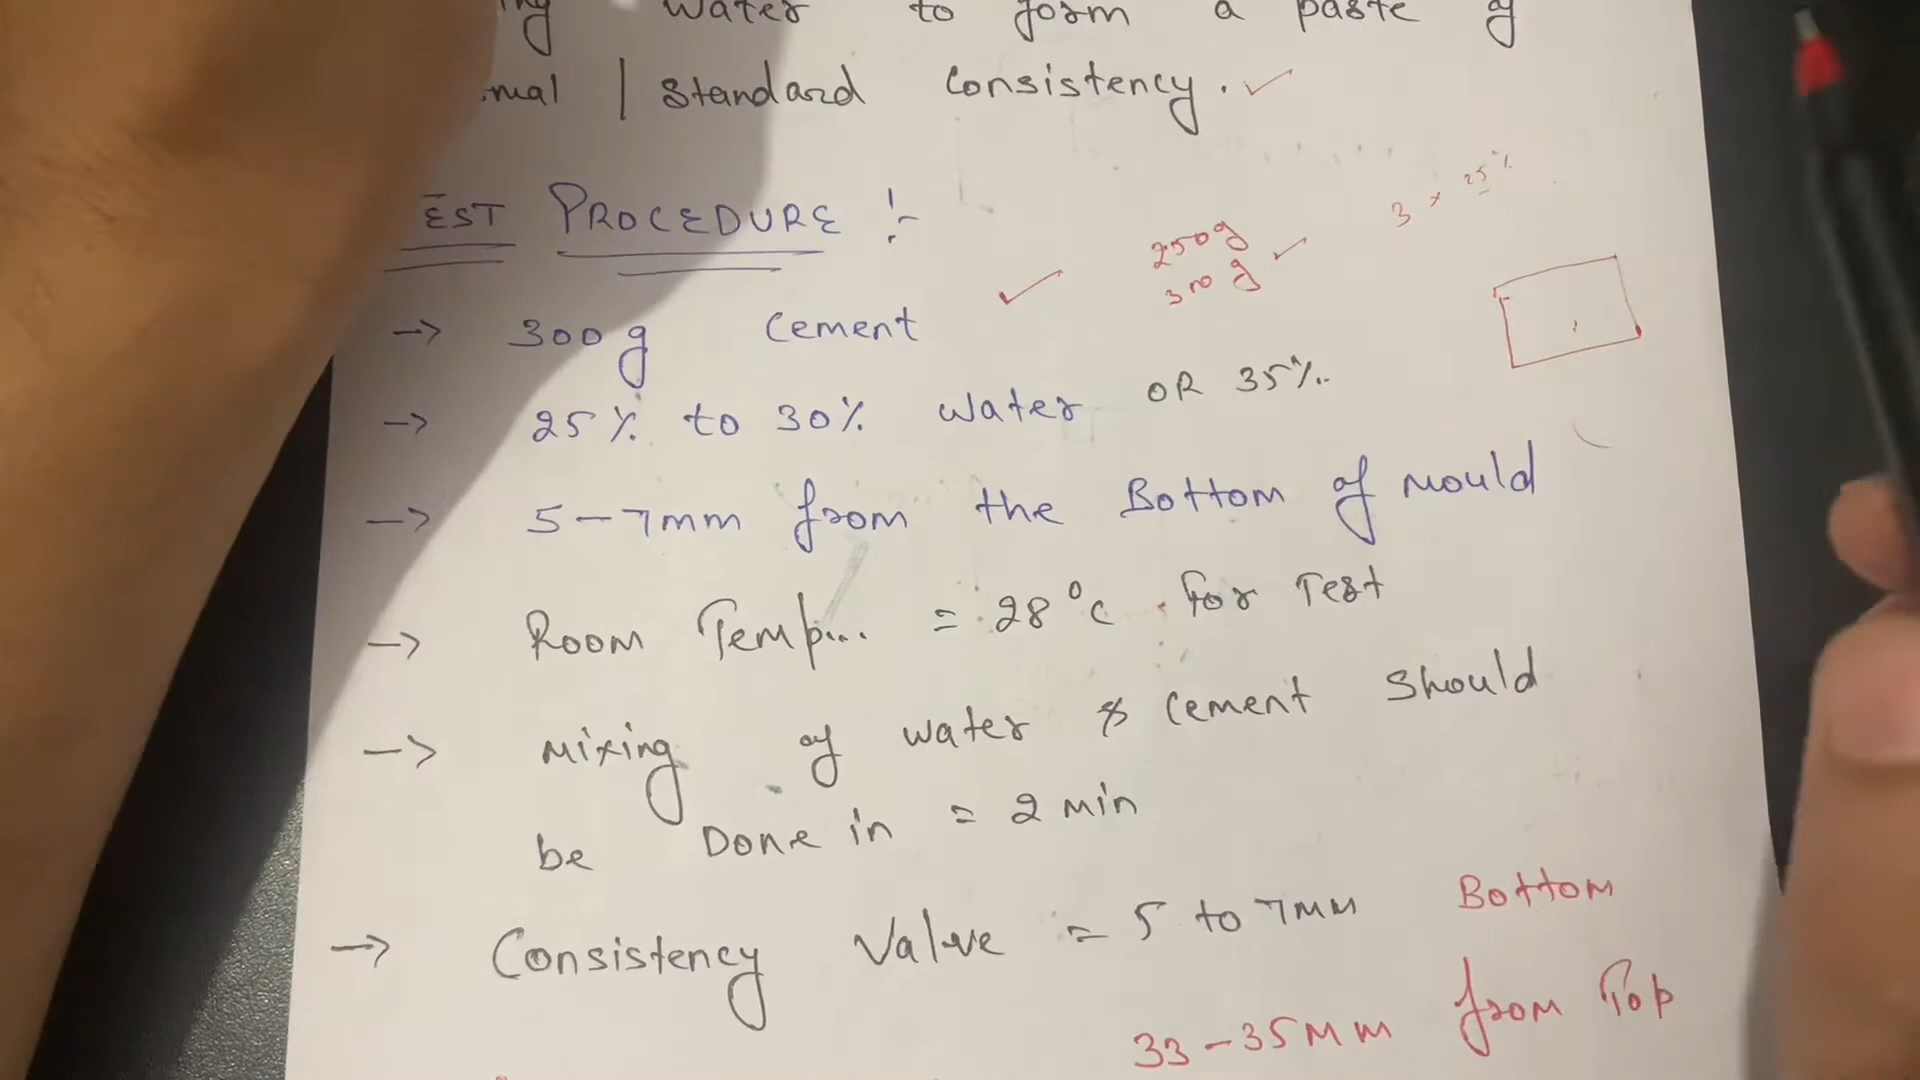 water to form a paste of
standard Consistency.
TEST PROCEDURE :-
250g
300g
3 × 25%
→ 300g Cement
→ 25% to 30% water OR 35%.
→ 5-7mm from the Bottom of mould
→ Room Temp... = 28°c for Test
→ mixing of water & cement should
be Done in = 2 min
→ Consistency Value = 5 to 7mm Bottom
33-35mm from Top